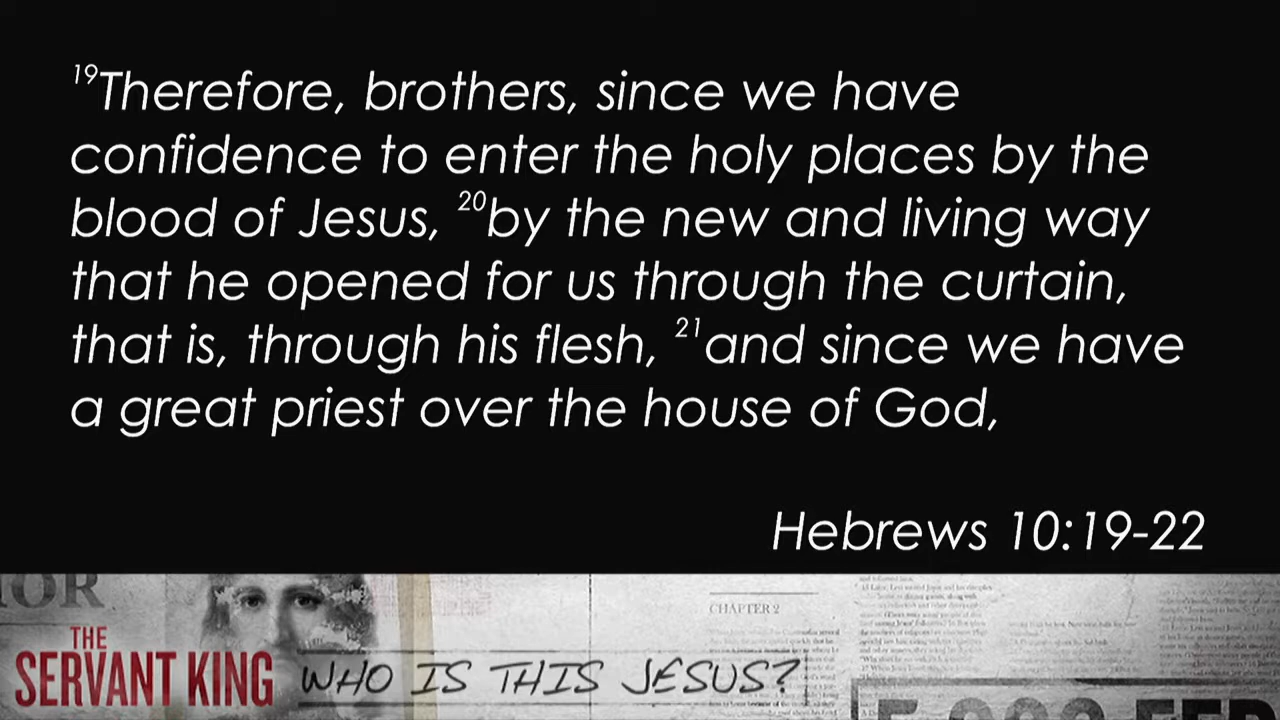 19Therefore, brothers, since we have
confidence to enter the holy places by the
blood of Jesus, 20by the new and living way
that he opened for us through the curtain,
that is, through his flesh, 21and since we have
a great priest over the house of God,
Hebrews 10:19-22
CHAPTER 2
THE
SERVANT KING
WHO IS THIS JESUS?